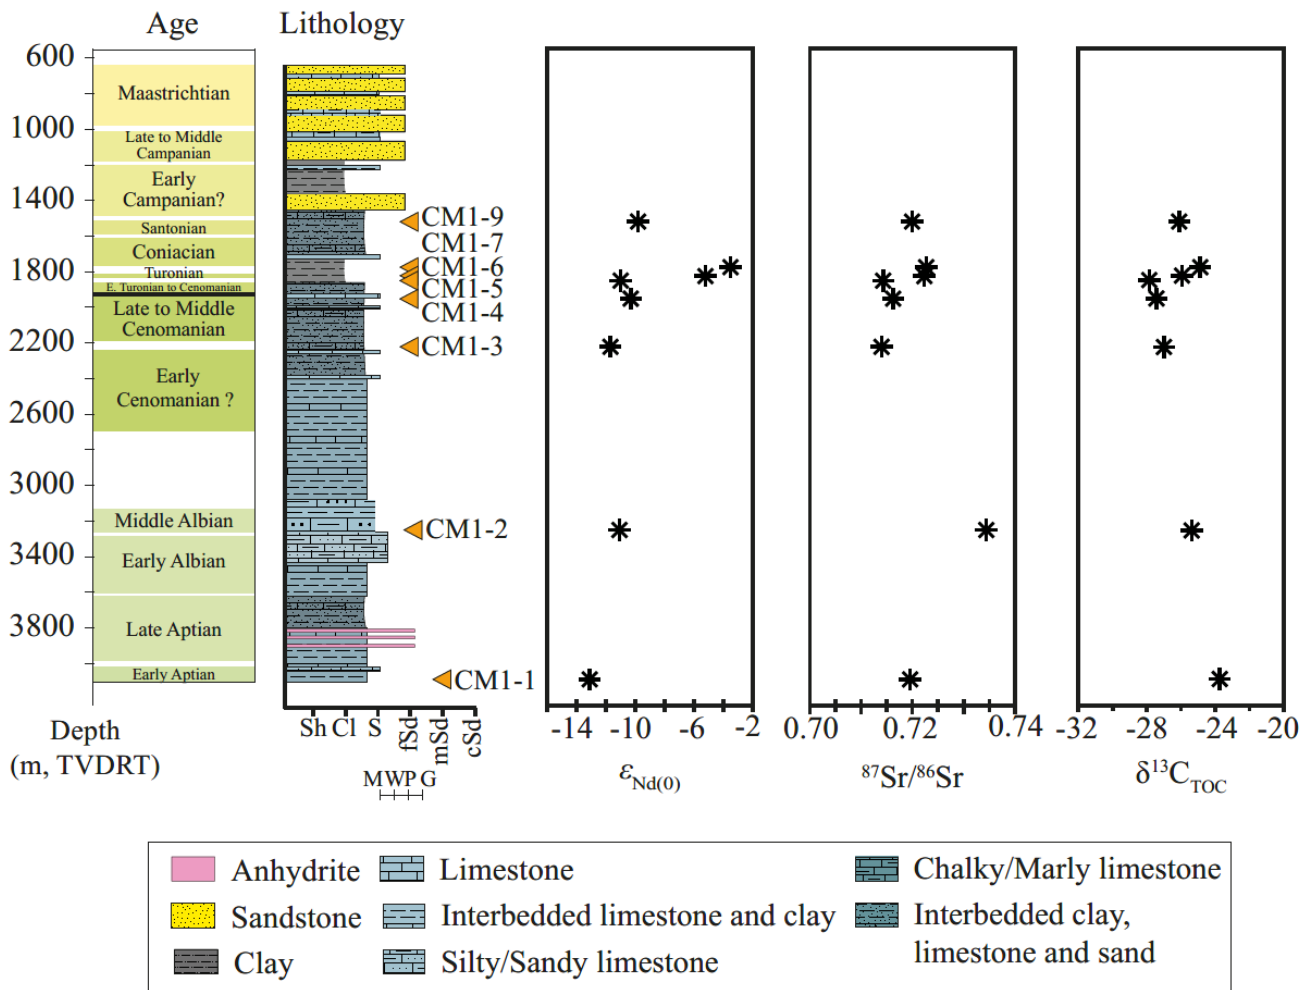 Age
Lithology
600
1000
1400
1800
2200
2600
3000
3400
3800
Depth
(m, TVDRT)
Maastrichtian
Late to Middle
Campanian
Early
Campanian?
Santonian
Coniacian
Turonian
E. Turonian to Cenomanian
Late to Middle
Cenomanian
Early
Cenomanian ?
Middle Albian
Early Albian
Late Aptian
Early Aptian
CM1-9
CM1-7
CM1-6
CM1-5
CM1-4
CM1-3
CM1-2
CM1-1
Sh Cl S fSd mSd cSd
M W P G
-14 -10 -6 -2
εNd(0)
0.70 0.72 0.74
⁸⁷Sr/⁸⁶Sr
-32 -28 -24 -20
δ¹³CTOC
Anhydrite
Sandstone
Clay
Limestone
Interbedded limestone and clay
Silty/Sandy limestone
Chalky/Marly limestone
Interbedded clay,
limestone and sand